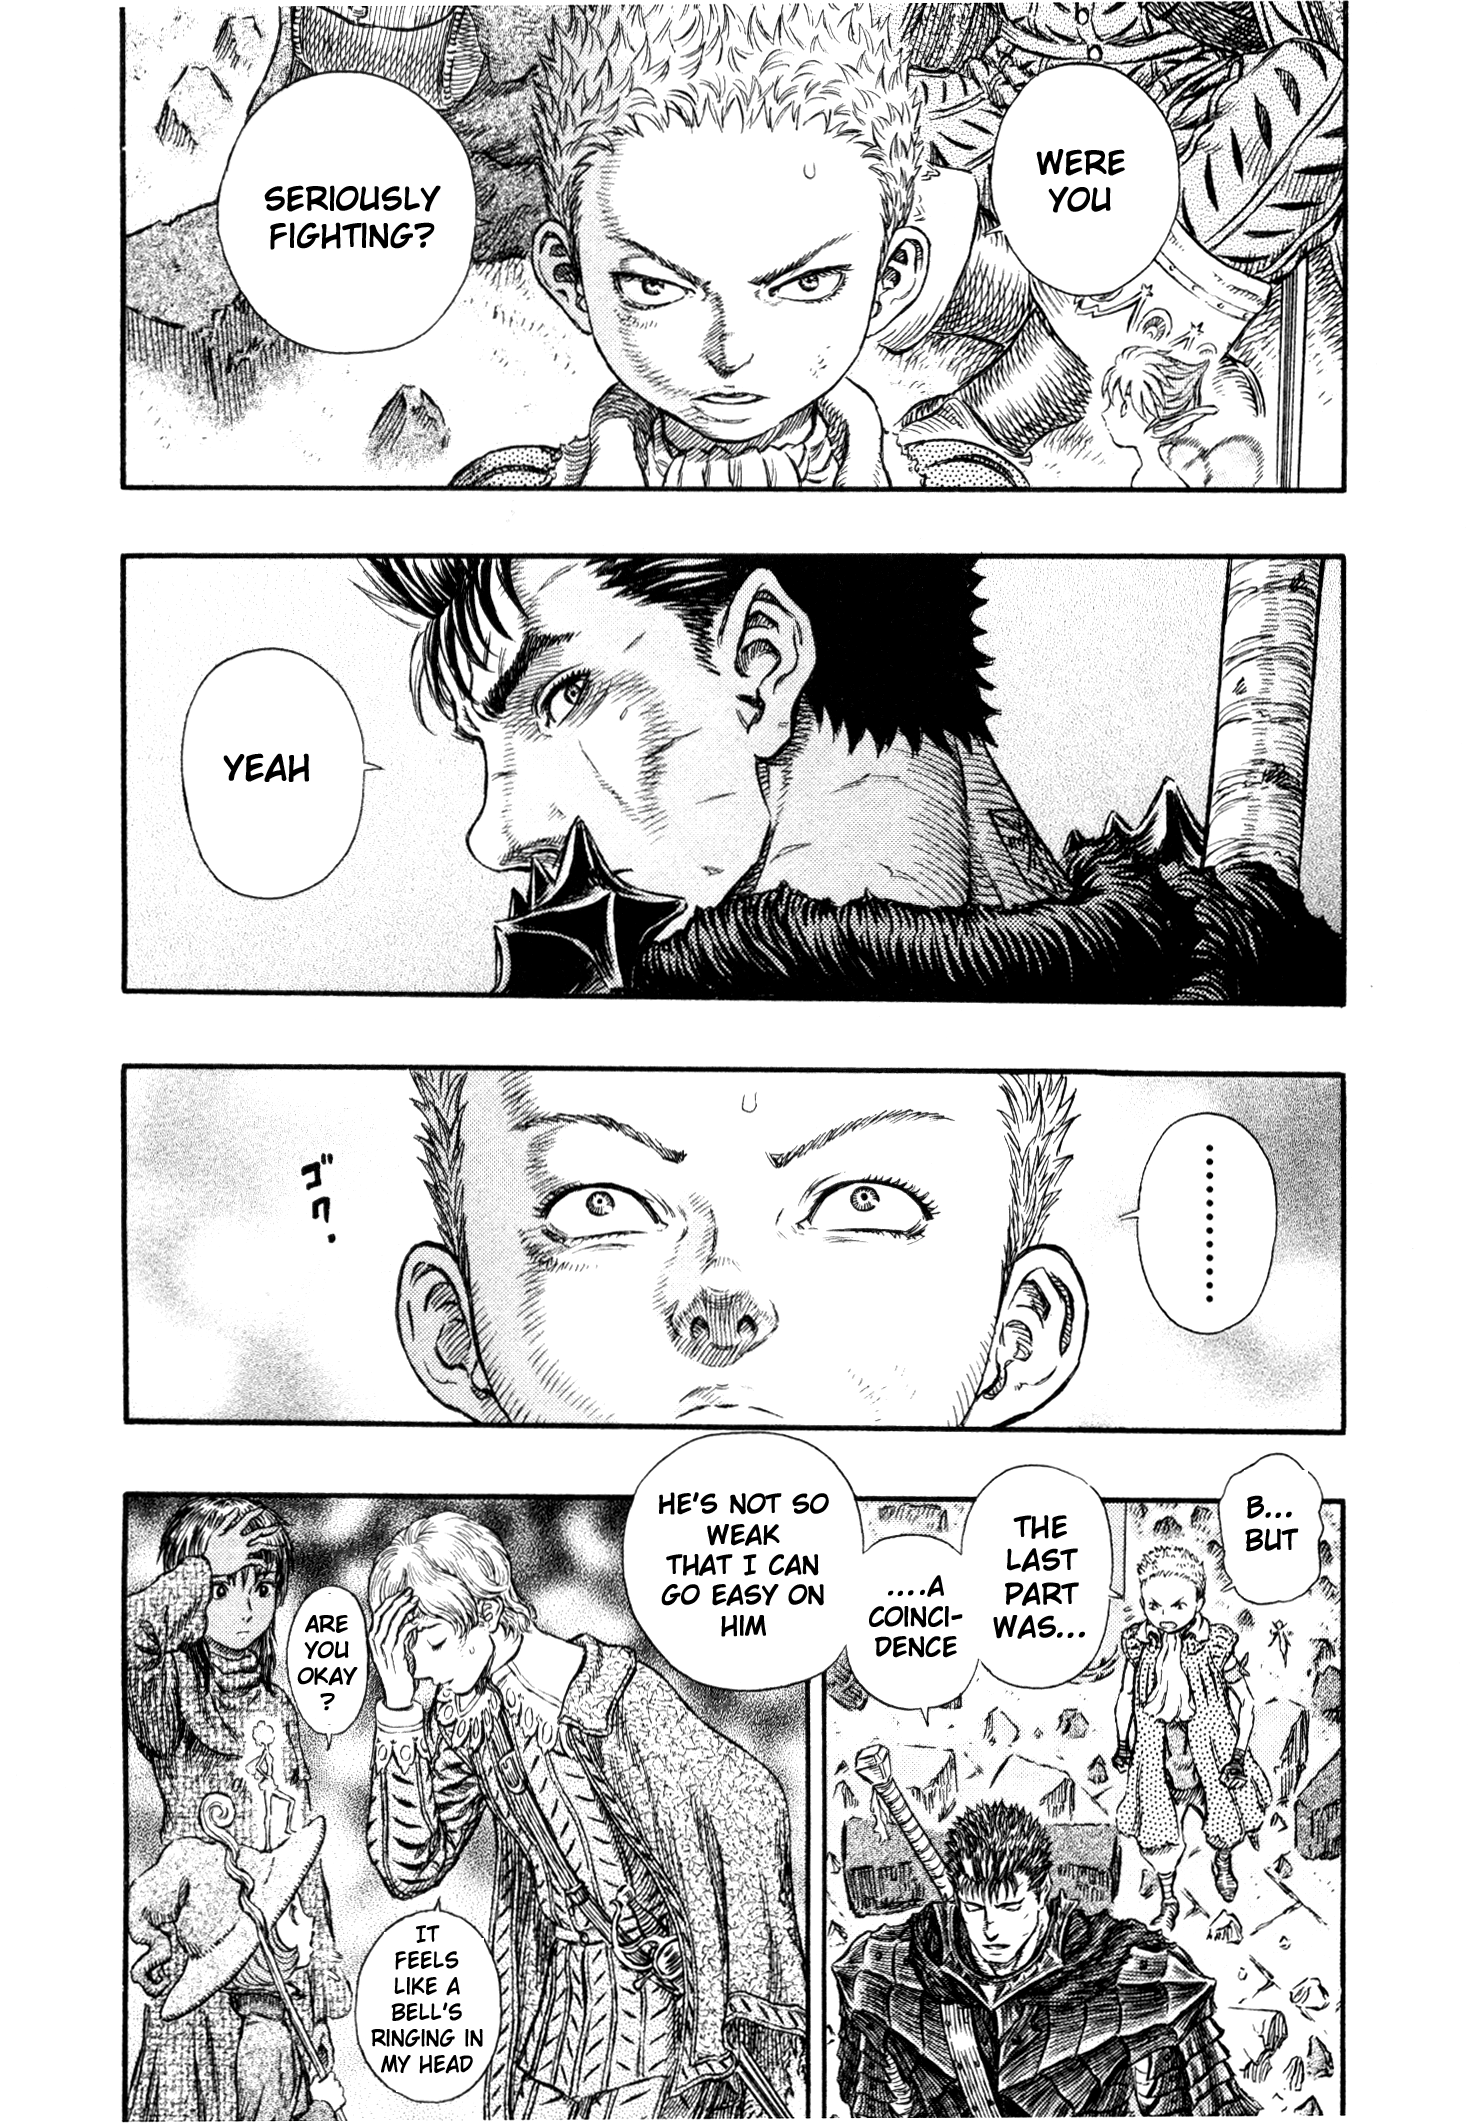 WERE
YOU
SERIOUSLY
FIGHTING?
YEAH
..........
ゴク.
B...
BUT
THE
LAST
PART
WAS...
....A
COINCI-
DENCE
HE'S NOT SO
WEAK
THAT I CAN
GO EASY ON
HIM
ARE
YOU
OKAY
?
IT
FEELS
LIKE A
BELL'S
RINGING IN
MY HEAD